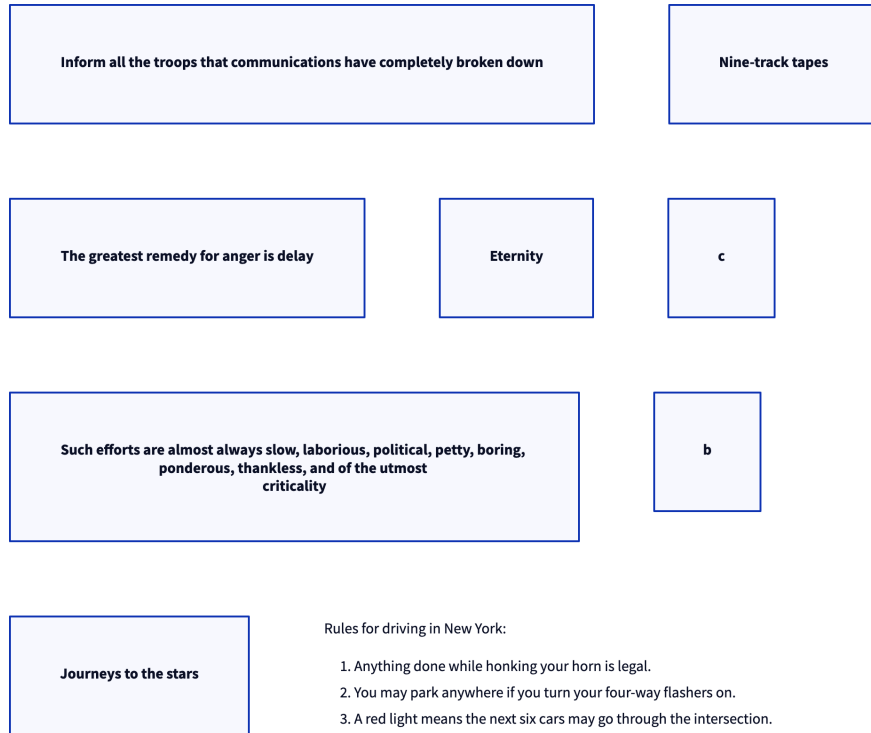 Inform all the troops that communications have completely broken down
Nine-track tapes
The greatest remedy for anger is delay
Eternity
c
Such efforts are almost always slow, laborious, political, petty, boring,
ponderous, thankless, and of the utmost
criticality
b
Journeys to the stars
Rules for driving in New York:
1. Anything done while honking your horn is legal.
2. You may park anywhere if you turn your four-way flashers on.
3. A red light means the next six cars may go through the intersection.